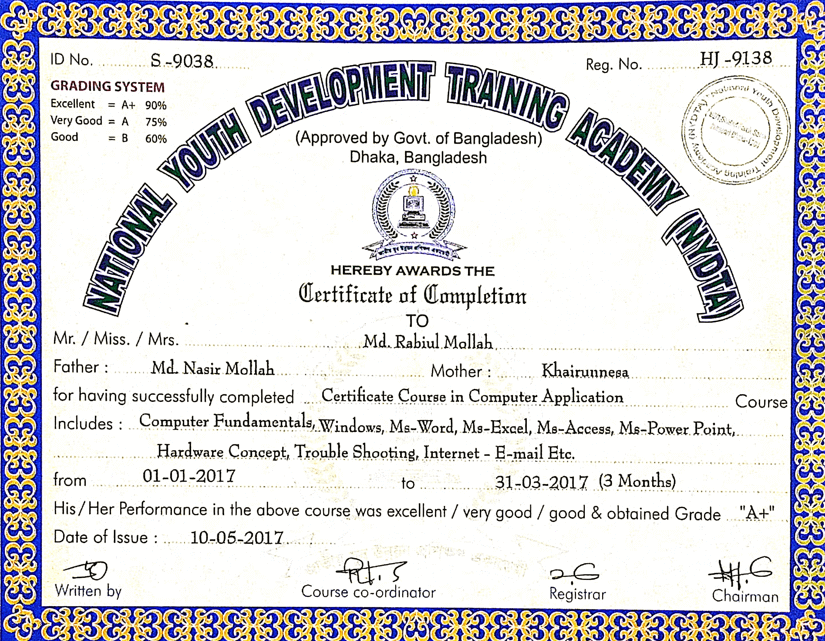 ID No. S -9038
Reg. No. HJ -9138
GRADING SYSTEM
Excellent = A+ 90%
Very Good = A 75%
Good = B 60%
NATIONAL YOUTH DEVELOPMENT TRAINING ACADEMY (NYDTA)
(Approved by Govt. of Bangladesh)
Dhaka, Bangladesh
National Youth Development Training Academy (NYDTA)
HEREBY AWARDS THE
Certificate of Completion
TO
Mr. / Miss. / Mrs. Md. Rabiul Mollah
Father : Md. Nasir Mollah Mother : Khairunnesa
for having successfully completed Certificate Course in Computer Application Course
Includes : Computer Fundamentals, Windows, Ms-Word, Ms-Excel, Ms-Access, Ms-Power Point,
Hardware Concept, Trouble Shooting, Internet - E-mail Etc.
from 01-01-2017 to 31-03-2017 (3 Months)
His/Her Performance in the above course was excellent / very good / good & obtained Grade "A+"
Date of Issue : 10-05-2017
Written by
Course co-ordinator
Registrar
Chairman